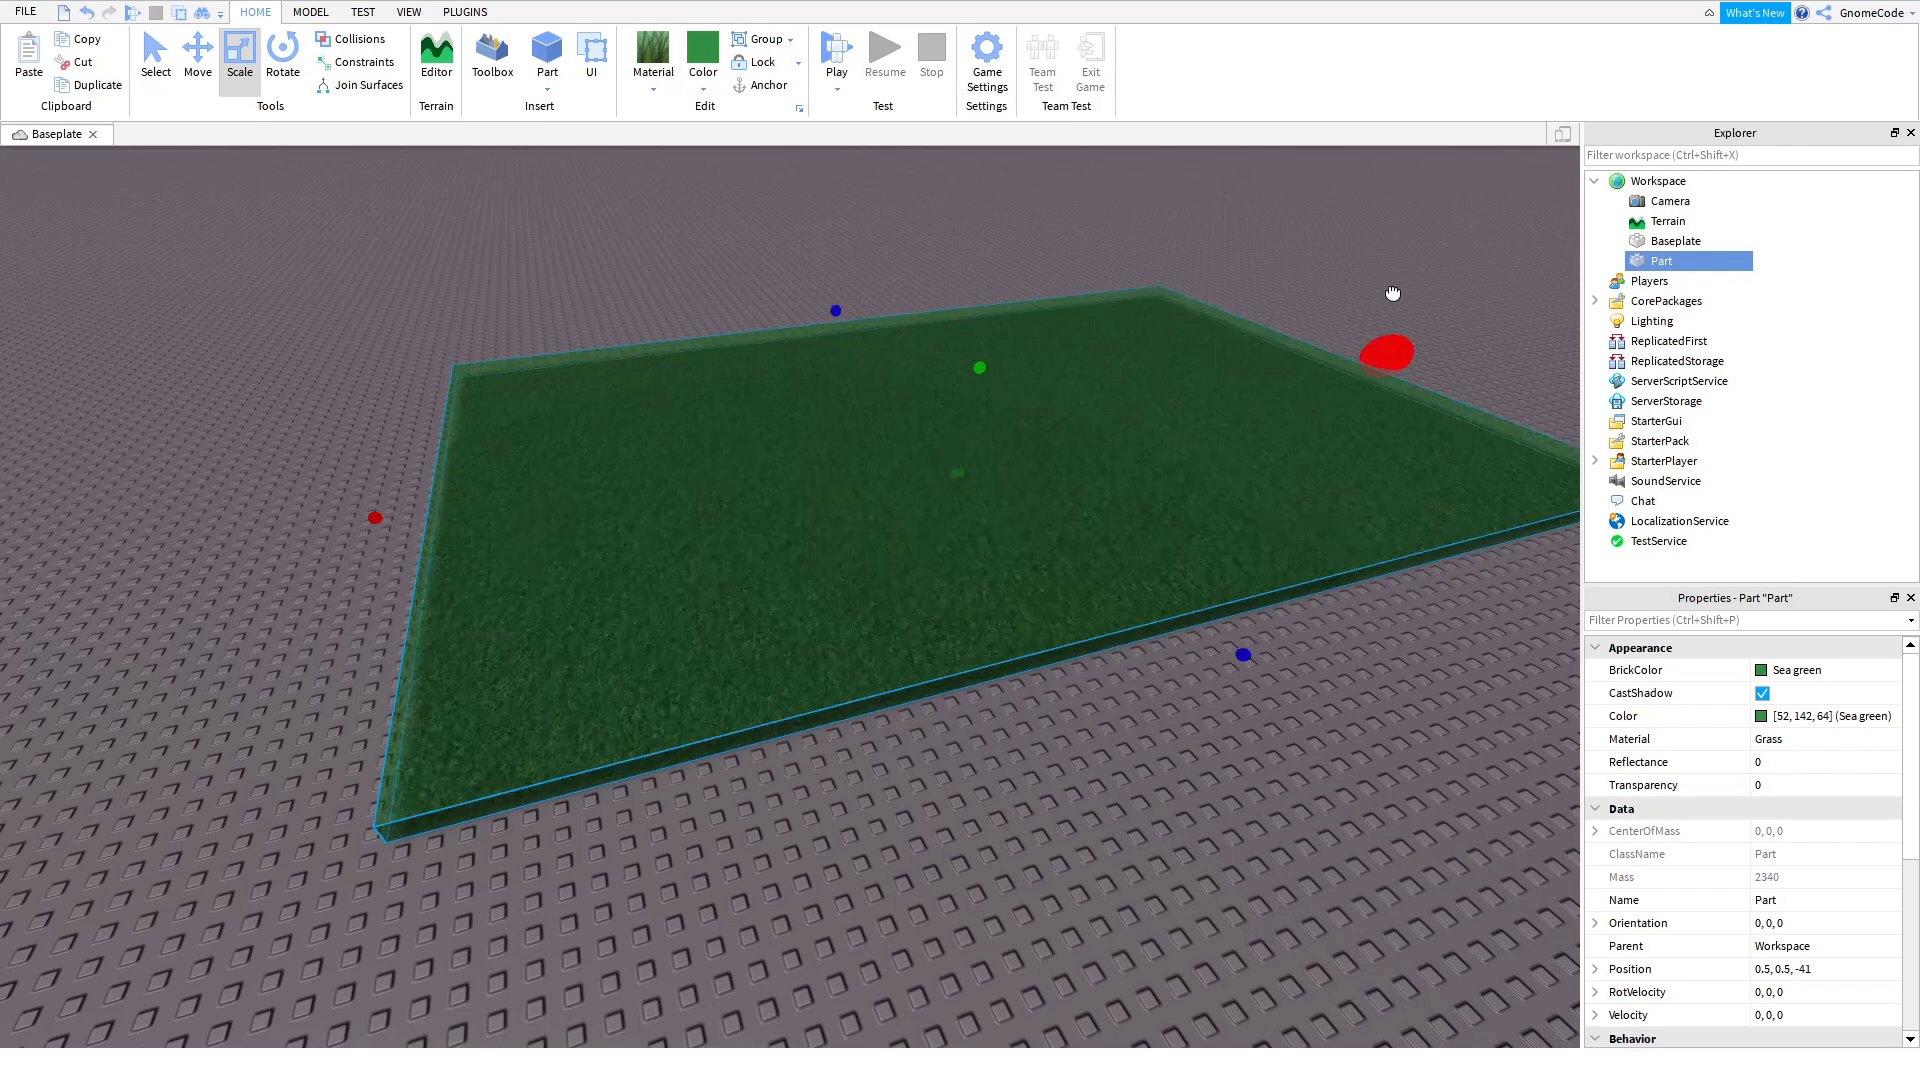 FILE HOME MODEL TEST VIEW PLUGINS What's New GnomeCode
Paste Copy Cut Duplicate
Select Move Scale Rotate Collisions Constraints Join Surfaces
Editor Toolbox Part UI
Material Color Group Lock Anchor
Play Resume Stop
Game Settings
Team Test
Exit Game
Clipboard Tools Terrain Insert Edit Test Settings Team Test
Baseplate
Explorer
Filter workspace (Ctrl+Shift+X)
Workspace
Camera
Terrain
Baseplate
Part
Players
CorePackages
Lighting
ReplicatedFirst
ReplicatedStorage
ServerScriptService
ServerStorage
StarterGui
StarterPack
StarterPlayer
SoundService
Chat
LocalizationService
TestService
Properties - Part "Part"
Filter Properties (Ctrl+Shift+P)
Appearance
BrickColor Sea green
CastShadow
Color [52, 142, 64] (Sea green)
Material Grass
Reflectance 0
Transparency 0
Data
CenterOfMass 0, 0, 0
ClassName Part
Mass 2340
Name Part
Orientation 0, 0, 0
Parent Workspace
Position 0.5, 0.5, -41
RotVelocity 0, 0, 0
Velocity 0, 0, 0
Behavior